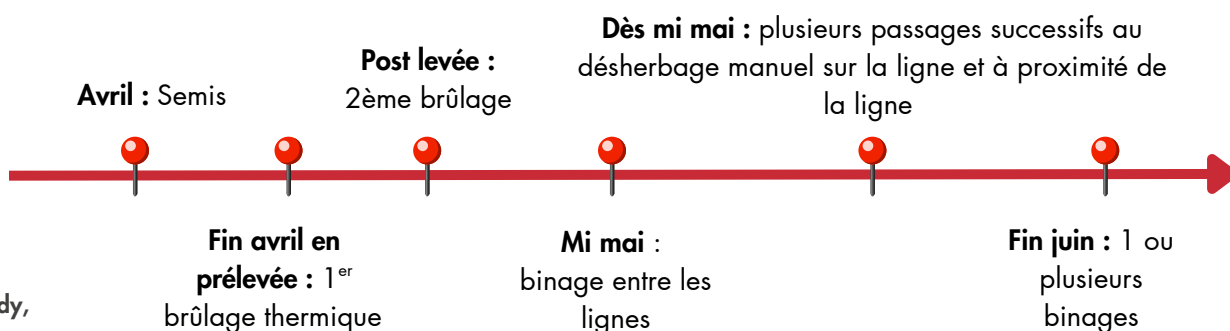 Avril : Semis
Fin avril en
prélevée : 1er
brûlage thermique
Post levée :
2ème brûlage
Mi mai :
binage entre les
lignes
Dès mi mai : plusieurs passages successifs au
désherbage manuel sur la ligne et à proximité de
la ligne
Fin juin : 1 ou
plusieurs
binages
dy,